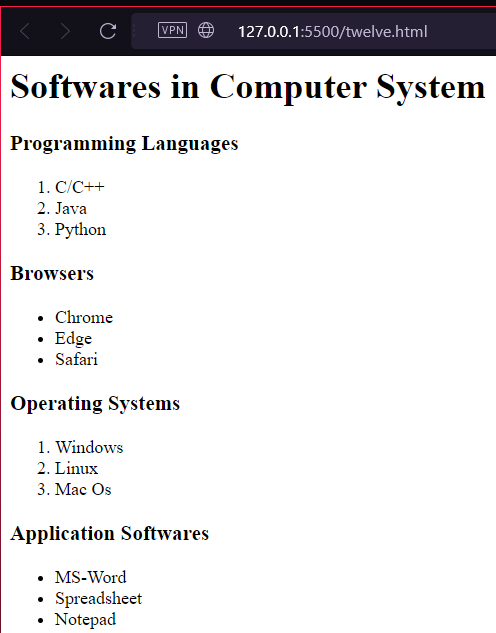 VPN 127.0.0.1:5500/twelve.html
Softwares in Computer System
Programming Languages
1. C/C++
2. Java
3. Python
Browsers
• Chrome
• Edge
• Safari
Operating Systems
1. Windows
2. Linux
3. Mac Os
Application Softwares
• MS-Word
• Spreadsheet
• Notepad